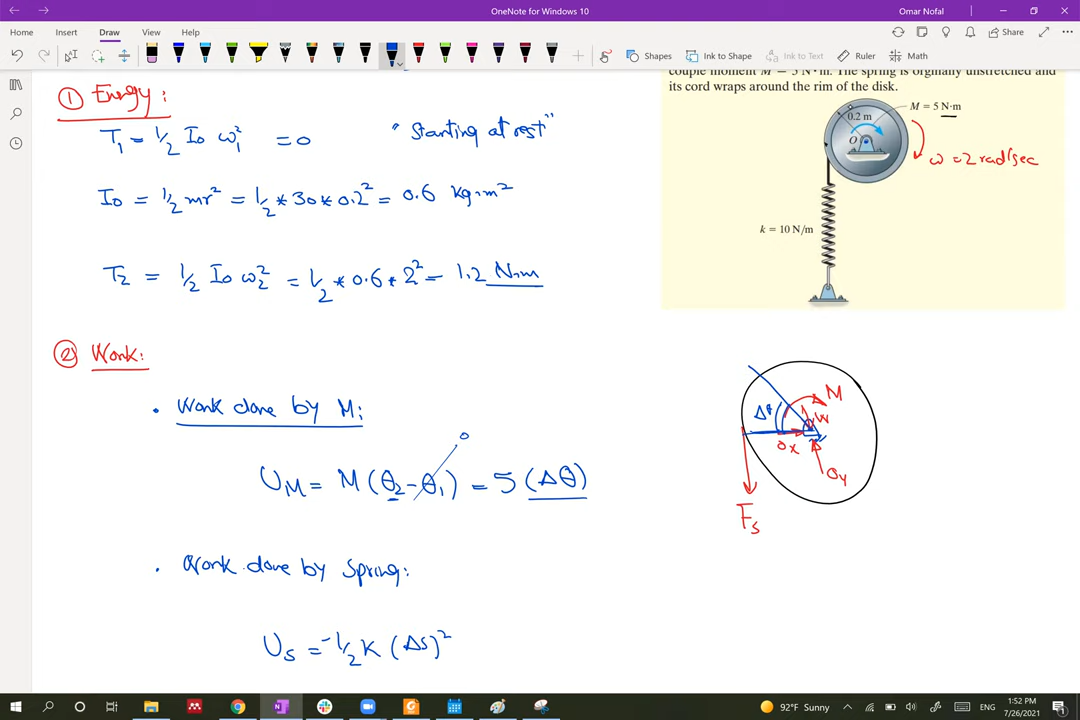 OneNote for Windows 10
Omar Nofal
Home Insert Draw View Help
Share
Shapes Ink to Shape Ink to Text Ruler Math
couple moment M = 5 N·m. The spring is orginally unstretched and
its cord wraps around the rim of the disk.
M = 5 N·m
0.2 m
O
ω = 2 rad/sec
k = 10 N/m
① Energy:
T1 = 1/2 Io ω1² = 0 "Starting at rest"
Io = 1/2 mr² = 1/2 * 30 * 0.2² = 0.6 kg.m²
T2 = 1/2 Io ω2² = 1/2 * 0.6 * 2² = 1.2 N.m
② Work:
• Work done by M:
UM = M (θ2 - θ1) = 5 (Δθ)
0
• Work done by Spring:
Us = -1/2 K (Δs)²
M
Δθ
W
Ox
Oy
Fs
92°F Sunny
1:52 PM
7/26/2021